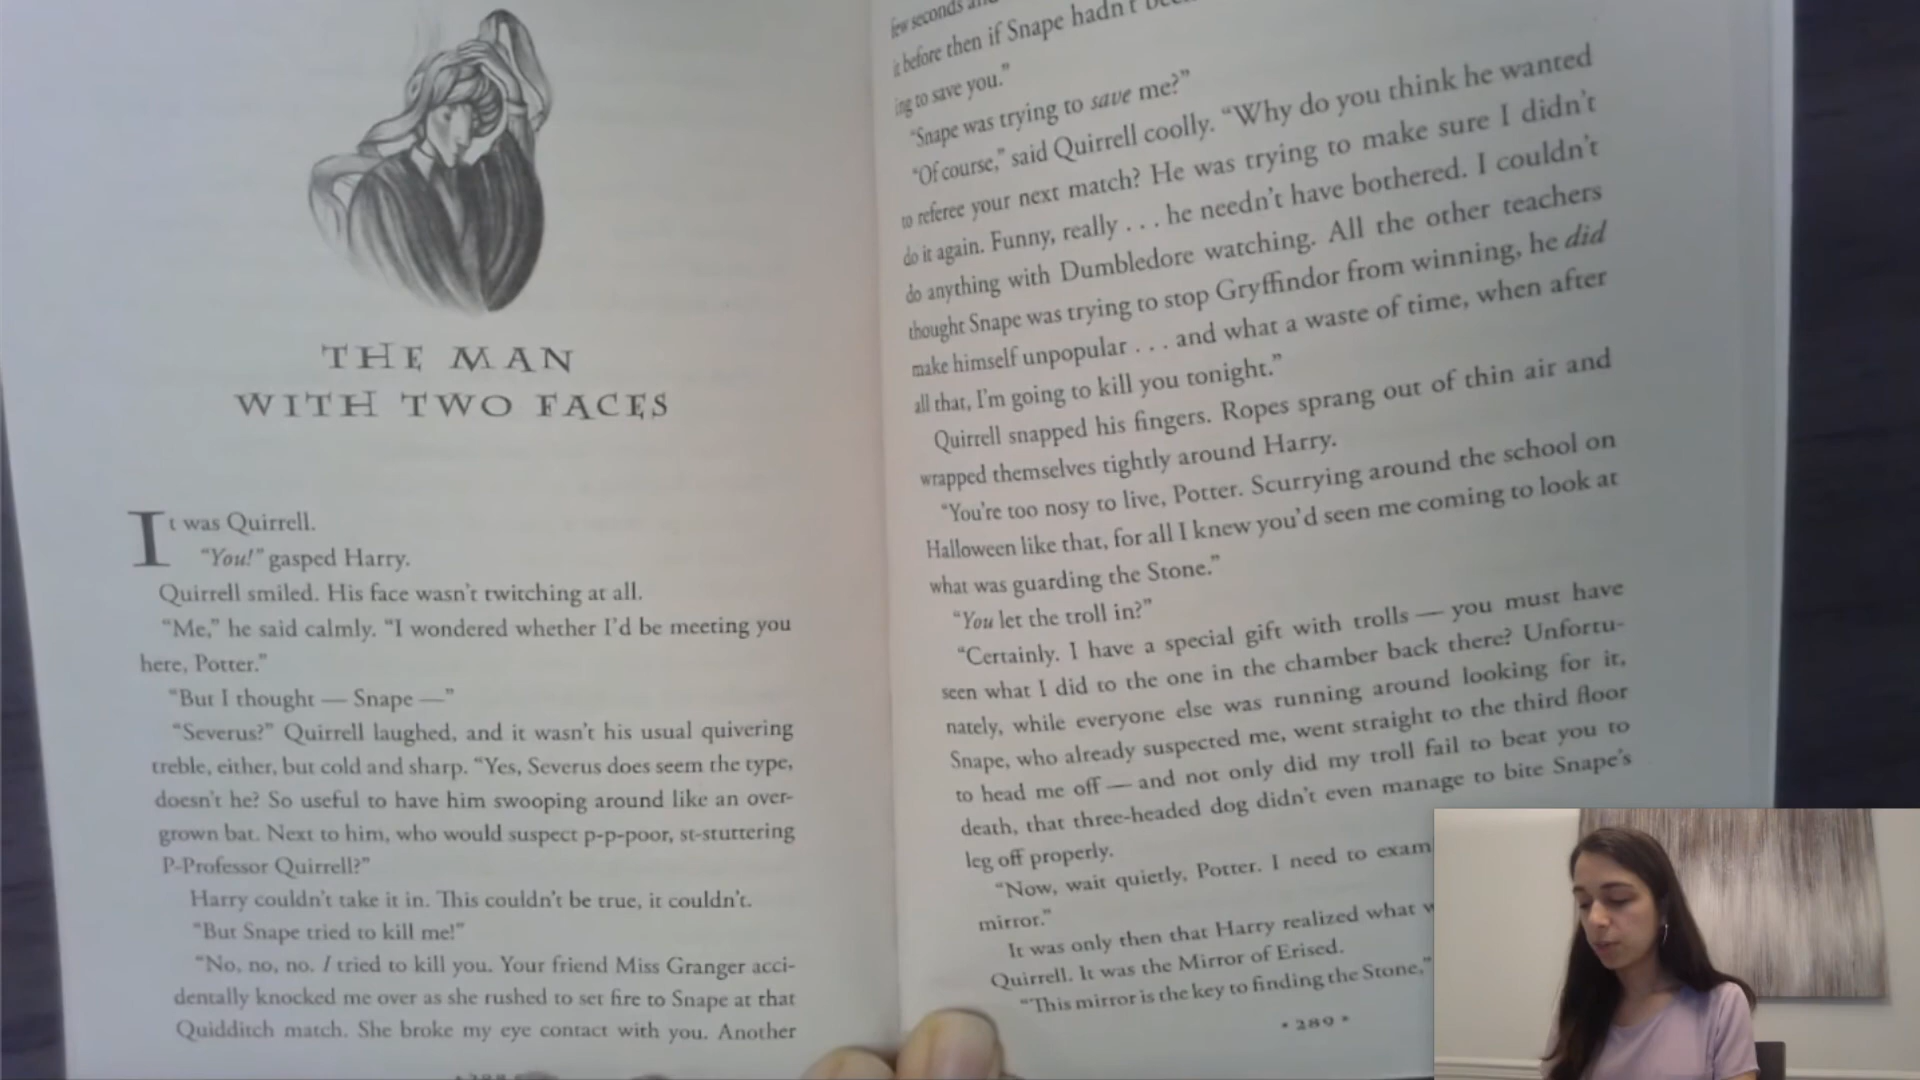 THE MAN
WITH TWO FACES
It was Quirrell.
“You!” gasped Harry.
Quirrell smiled. His face wasn’t twitching at all.
“Me,” he said calmly. “I wondered whether I’d be meeting you
here, Potter.”
“But I thought — Snape —”
“Severus?” Quirrell laughed, and it wasn’t his usual quivering
treble, either, but cold and sharp. “Yes, Severus does seem the type,
doesn’t he? So useful to have him swooping around like an over-
grown bat. Next to him, who would suspect p-p-poor, st-stuttering
P-Professor Quirrell?”
Harry couldn’t take it in. This couldn’t be true, it couldn’t.
“But Snape tried to kill me!”
“No, no, no. I tried to kill you. Your friend Miss Granger acci-
dentally knocked me over as she rushed to set fire to Snape at that
Quidditch match. She broke my eye contact with you. Another
few seconds
it before then if Snape hadn’t
ing to save you.”
“Snape was trying to save me?”
“Of course,” said Quirrell coolly. “Why do you think he wanted
to referee your next match? He was trying to make sure I didn’t
do it again. Funny, really . . . he needn’t have bothered. I couldn’t
do anything with Dumbledore watching. All the other teachers
thought Snape was trying to stop Gryffindor from winning, he did
make himself unpopular . . . and what a waste of time, when after
all that, I’m going to kill you tonight.”
Quirrell snapped his fingers. Ropes sprang out of thin air and
wrapped themselves tightly around Harry.
“You’re too nosy to live, Potter. Scurrying around the school on
Halloween like that, for all I knew you’d seen me coming to look at
what was guarding the Stone.”
“You let the troll in?”
“Certainly. I have a special gift with trolls — you must have
seen what I did to the one in the chamber back there? Unfortu-
nately, while everyone else was running around looking for it,
Snape, who already suspected me, went straight to the third floor
to head me off — and not only did my troll fail to beat you to
death, that three-headed dog didn’t even manage to bite Snape’s
leg off properly.
“Now, wait quietly, Potter. I need to exam
mirror.”
It was only then that Harry realized what w
Quirrell. It was the Mirror of Erised.
“This mirror is the key to finding the Stone,”
• 289 •